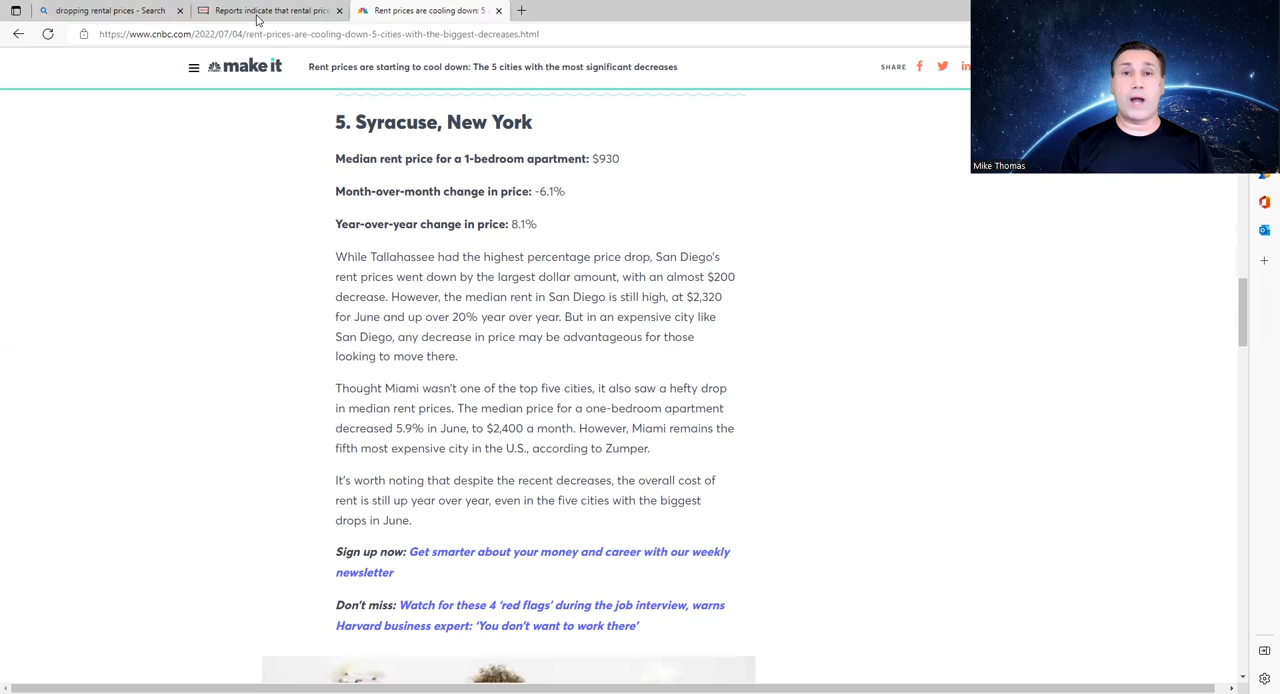 dropping rental prices - Search
Reports indicate that rental price
Rent prices are cooling down: 5
https://www.cnbc.com/2022/07/04/rent-prices-are-cooling-down-5-cities-with-the-biggest-decreases.html
make it
Rent prices are starting to cool down: The 5 cities with the most significant decreases
SHARE
Mike Thomas
5. Syracuse, New York
Median rent price for a 1-bedroom apartment: $930
Month-over-month change in price: -6.1%
Year-over-year change in price: 8.1%
While Tallahassee had the highest percentage price drop, San Diego's
rent prices went down by the largest dollar amount, with an almost $200
decrease. However, the median rent in San Diego is still high, at $2,320
for June and up over 20% year over year. But in an expensive city like
San Diego, any decrease in price may be advantageous for those
looking to move there.
Thought Miami wasn't one of the top five cities, it also saw a hefty drop
in median rent prices. The median price for a one-bedroom apartment
decreased 5.9% in June, to $2,400 a month. However, Miami remains the
fifth most expensive city in the U.S., according to Zumper.
It's worth noting that despite the recent decreases, the overall cost of
rent is still up year over year, even in the five cities with the biggest
drops in June.
Sign up now: Get smarter about your money and career with our weekly
newsletter
Don't miss: Watch for these 4 'red flags' during the job interview, warns
Harvard business expert: 'You don't want to work there'